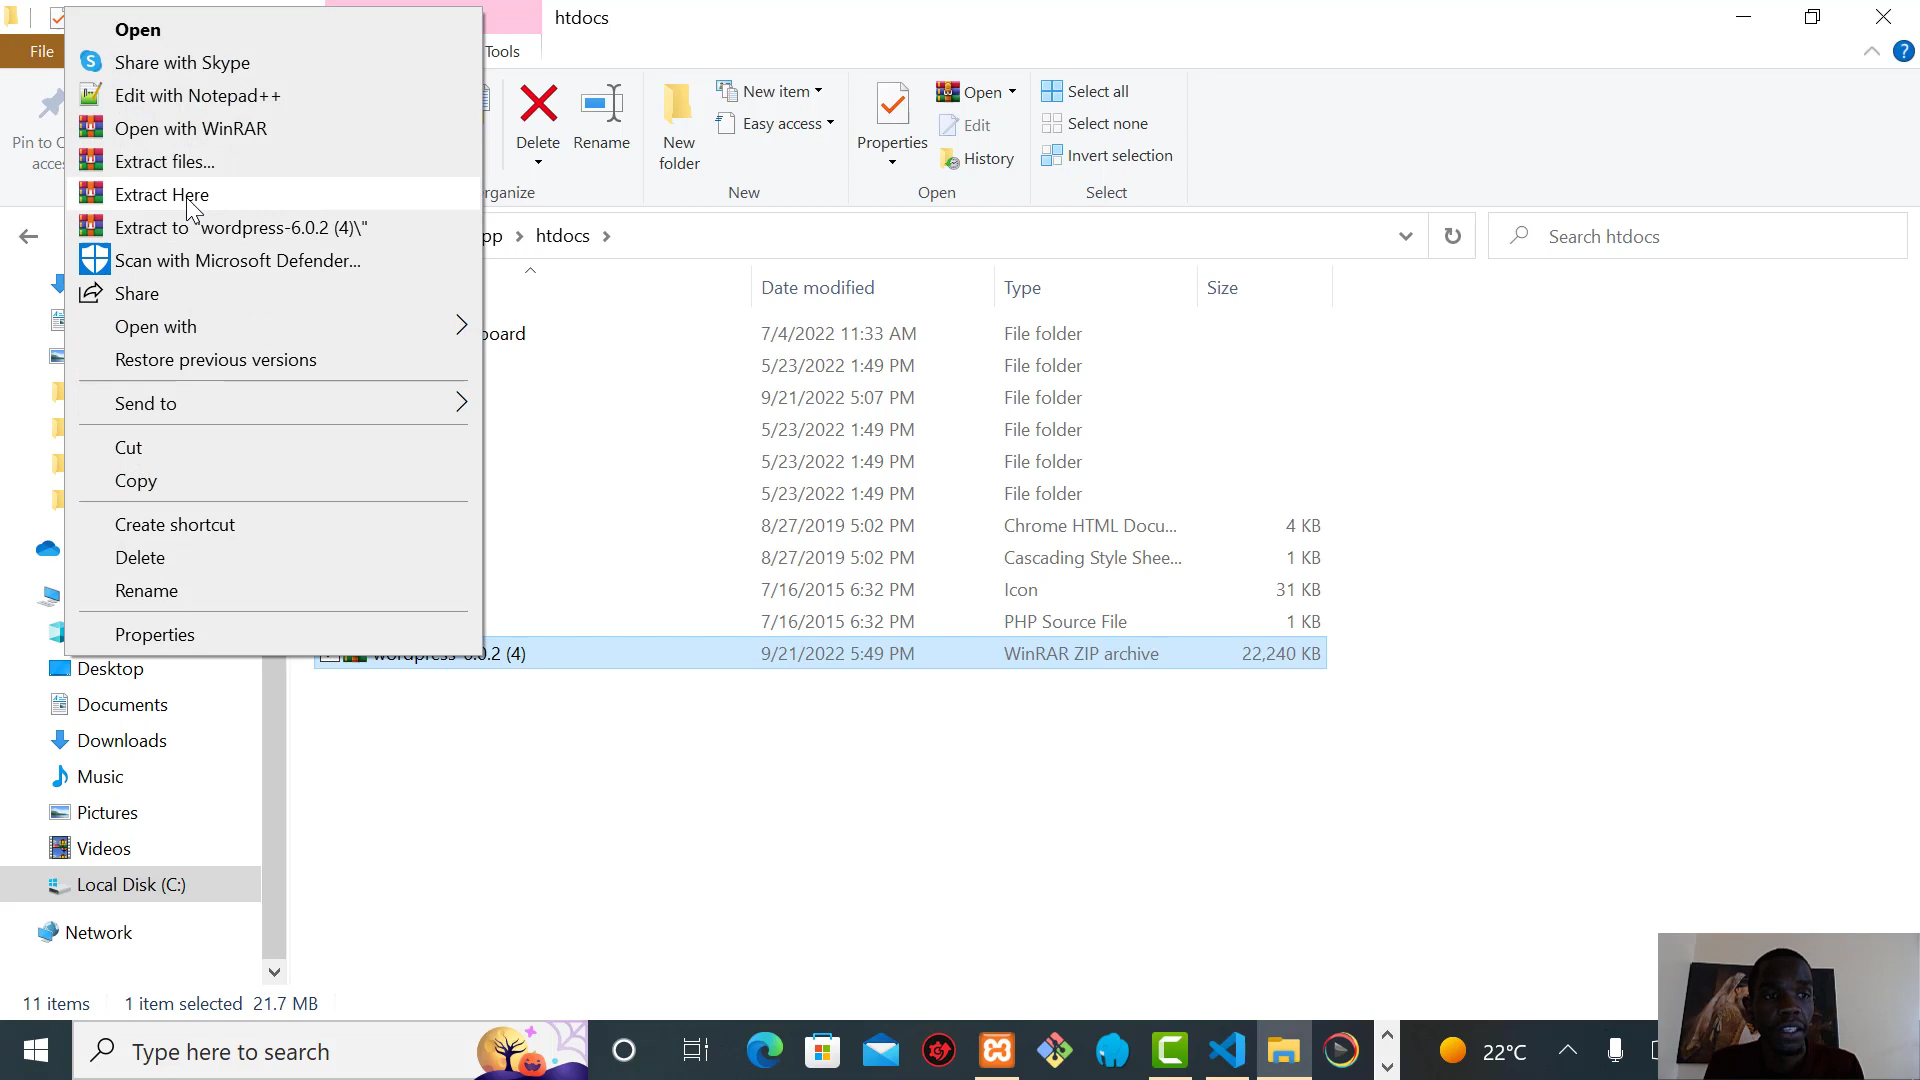 htdocs
File
Tools
Open
Share with Skype
Edit with Notepad++
Open with WinRAR
Extract files...
Extract Here
Extract to "wordpress-6.0.2 (4)\"
Scan with Microsoft Defender...
Share
Open with
Restore previous versions
Send to
Cut
Copy
Create shortcut
Delete
Rename
Properties
Pin to
Delete
Rename
New folder
New item
Easy access
Properties
Open
Edit
History
Select all
Select none
Invert selection
New
Open
Select
htdocs
Search htdocs
Date modified Type Size
7/4/2022 11:33 AM File folder
5/23/2022 1:49 PM File folder
9/21/2022 5:07 PM File folder
5/23/2022 1:49 PM File folder
5/23/2022 1:49 PM File folder
5/23/2022 1:49 PM File folder
8/27/2019 5:02 PM Chrome HTML Docu... 4 KB
8/27/2019 5:02 PM Cascading Style Shee... 1 KB
7/16/2015 6:32 PM Icon 31 KB
7/16/2015 6:32 PM PHP Source File 1 KB
wordpress-6.0.2 (4) 9/21/2022 5:49 PM WinRAR ZIP archive 22,240 KB
Desktop
Documents
Downloads
Music
Pictures
Videos
Local Disk (C:)
Network
11 items 1 item selected 21.7 MB
Type here to search
22°C